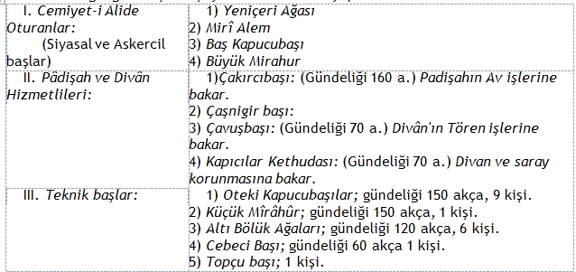 I. Cemiyet-i Alide
Oturanlar:
(Siyasal ve Askercil
başlar)
1) Yeniçeri Ağası
2) Mirî Alem
3) Baş Kapucubaşı
4) Büyük Mirahur
II. Pâdişah ve Divân
Hizmetlileri:
1)Çakırcıbaşı: (Gündeliği 160 a.) Padişahın Av işlerine
bakar.
2) Çaşnigir başı:
3) Çavuşbaşı: (Gündeliği 70 a.) Divân'ın Tören işlerine
bakar.
4) Kapıcılar Kethudası: (Gündeliği 70 a.) Divan ve saray
korunmasına bakar.
III. Teknik başlar:
1) Oteki Kapucubaşılar; gündeliği 150 akça, 9 kişi.
2) Küçük Mîrâhûr; gündeliği 150 akça, 1 kişi.
3) Altı Bölük Ağaları; gündeliği 120 akça, 6 kişi.
4) Cebeci Başı; gündeliği 60 akça 1 kişi.
5) Topçu başı; 1 kişi.